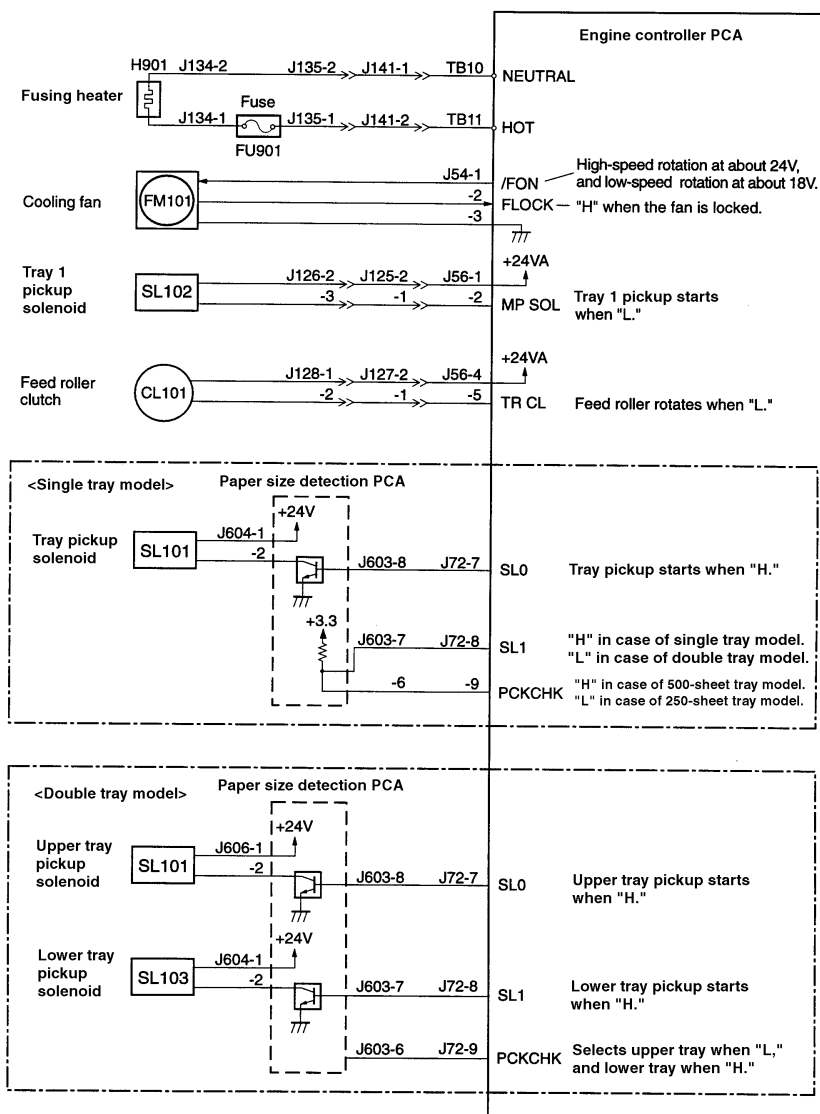 Engine controller PCA
H901 J134-2 J135-2 J141-1 TB10 NEUTRAL
Fusing heater
Fuse
J134-1 J135-1 J141-2 TB11 HOT
FU901
J54-1 /FON High-speed rotation at about 24V,
and low-speed rotation at about 18V.
Cooling fan FM101 -2 FLOCK "H" when the fan is locked.
-3
+24VA
Tray 1
pickup
solenoid
SL102 J126-2 J125-2 J56-1
-3 -1 -2 MP SOL Tray 1 pickup starts
when "L."
+24VA
Feed roller
clutch
CL101 J128-1 J127-2 J56-4
-2 -1 -5 TR CL Feed roller rotates when "L."
<Single tray model> Paper size detection PCA
+24V
Tray pickup
solenoid
SL101 J604-1
-2 J603-8 J72-7 SL0 Tray pickup starts when "H."
+3.3
J603-7 J72-8 SL1 "H" in case of single tray model.
"L" in case of double tray model.
-6 -9 PCKCHK "H" in case of 500-sheet tray model.
"L" in case of 250-sheet tray model.
<Double tray model> Paper size detection PCA
+24V
Upper tray
pickup
solenoid
SL101 J606-1
-2 J603-8 J72-7 SL0 Upper tray pickup starts
when "H."
+24V
Lower tray
pickup
solenoid
SL103 J604-1
-2 J603-7 J72-8 SL1 Lower tray pickup starts
when "H."
J603-6 J72-9 PCKCHK Selects upper tray when "L,"
and lower tray when "H."